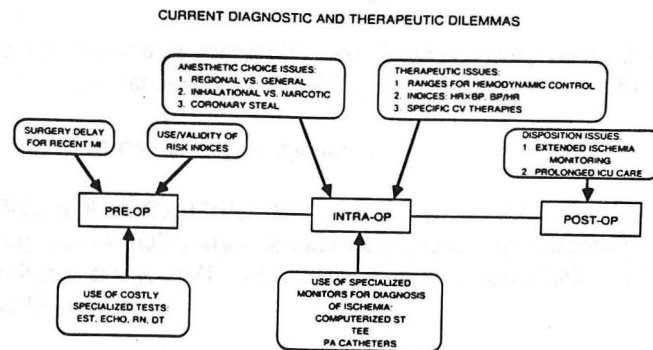 CURRENT DIAGNOSTIC AND THERAPEUTIC DILEMMAS
ANESTHETIC CHOICE ISSUES:
1. REGIONAL VS. GENERAL
2. INHALATIONAL VS. NARCOTIC
3. CORONARY STEAL
THERAPEUTIC ISSUES:
1 RANGES FOR HEMODYNAMIC CONTROL
2. INDICES: HR×BP, BP/HR
3. SPECIFIC CV THERAPIES
SURGERY DELAY
FOR RECENT MI
USE/VALIDITY OF
RISK INDICES
DISPOSITION ISSUES:
1. EXTENDED ISCHEMIA
MONITORING
2. PROLONGED ICU CARE
PRE-OP
INTRA-OP
POST-OP
USE OF COSTLY
SPECIALIZED TESTS:
EST, ECHO, RN, DT
USE OF SPECIALIZED
MONITORS FOR DIAGNOSIS
OF ISCHEMIA:
COMPUTERIZED ST
TEE
PA CATHETERS